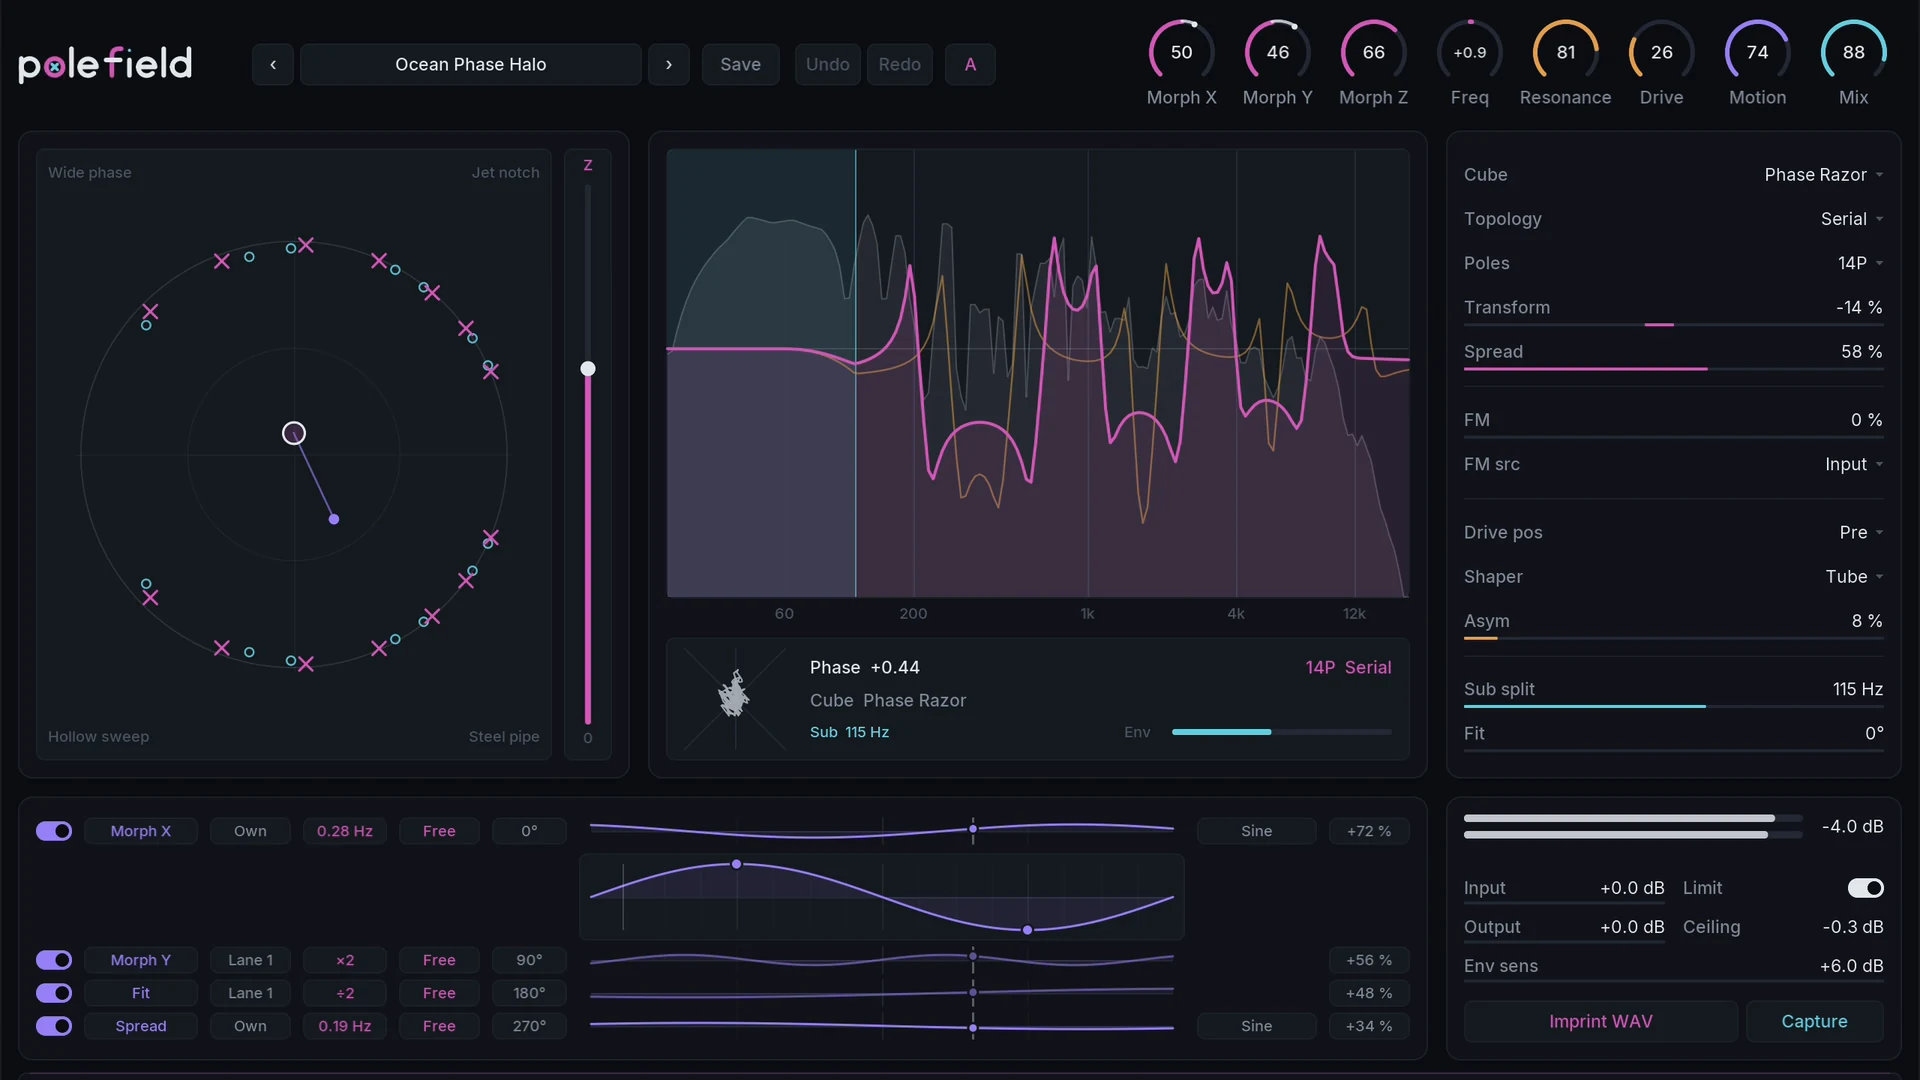 polefield
‹
Ocean Phase Halo
›
Save
Undo
Redo
A
50
46
66
+0.9
81
26
74
88
Morph X
Morph Y
Morph Z
Freq
Resonance
Drive
Motion
Mix
Wide phase
Jet notch
Hollow sweep
Steel pipe
Z
0
60
200
1k
4k
12k
Phase +0.44
14P Serial
Cube Phase Razor
Sub 115 Hz
Env
Cube Phase Razor
Topology Serial
Poles 14P
Transform -14 %
Spread 58 %
FM 0 %
FM src Input
Drive pos Pre
Shaper Tube
Asym 8 %
Sub split 115 Hz
Fit 0°
Morph X Own 0.28 Hz Free 0° Sine +72 %
Morph Y Lane 1 ×2 Free 90° +56 %
Fit Lane 1 ÷2 Free 180° +48 %
Spread Own 0.19 Hz Free 270° Sine +34 %
-4.0 dB
Input +0.0 dB Limit
Output +0.0 dB Ceiling -0.3 dB
Env sens +6.0 dB
Imprint WAV
Capture